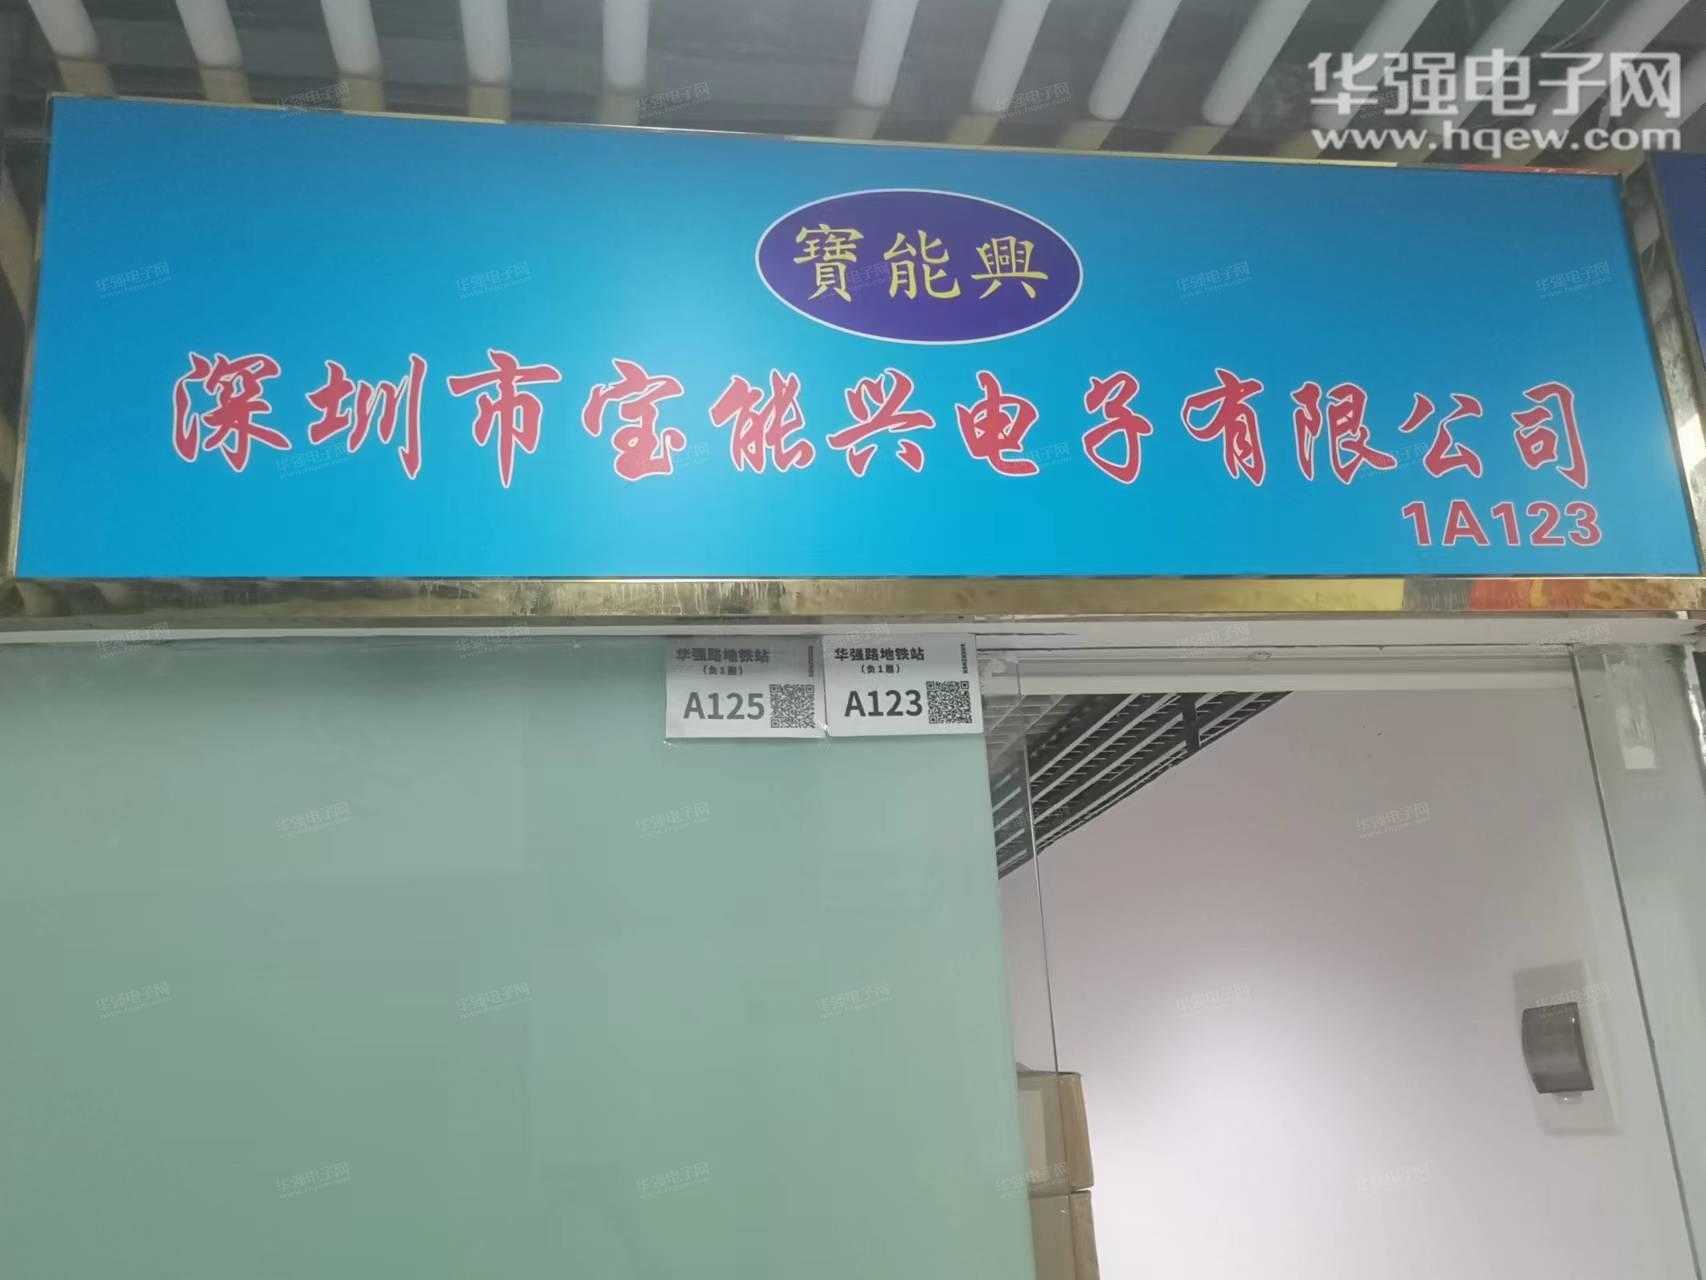 华强电子网
www.hqew.com
寶能興
深圳市宝能兴电子有限公司
1A123
华强路地铁站
（负1层）
A125
华强路地铁站
（负1层）
A123